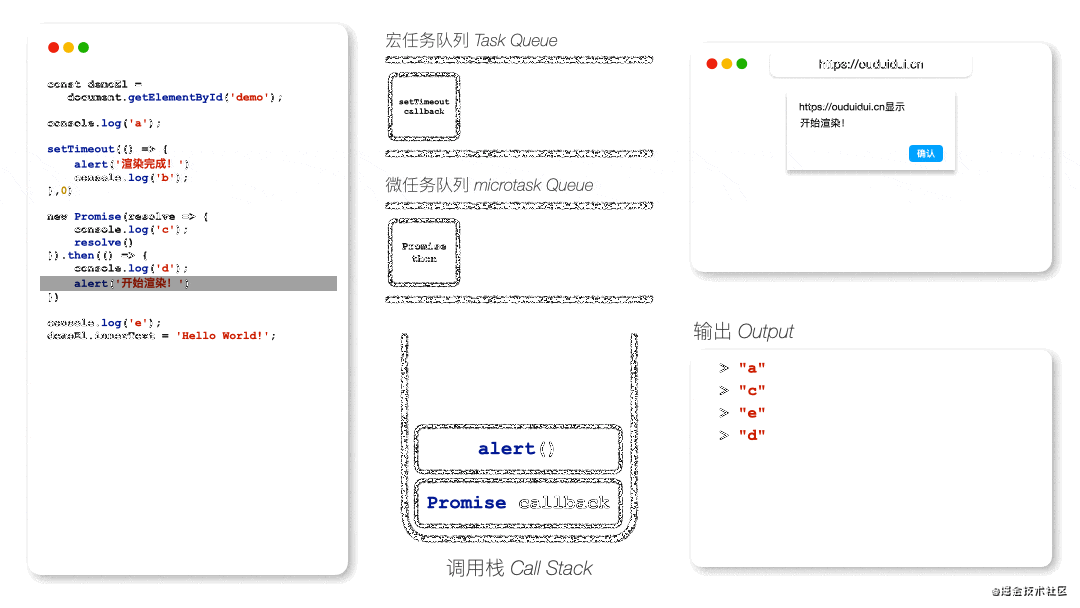 const demoEl =
document.getElementById('demo');
console.log('a');
setTimeout(() => {
alert('渲染完成! ')
console.log('b');
},0)
new Promise(resolve => {
console.log('c');
resolve()
}).then(() => {
console.log('d');
alert('开始渲染! ')
})
console.log('e');
demoEl.innerText = 'Hello World!';
宏任务队列 Task Queue
setTimeout
callback
微任务队列 microtask Queue
Promise
then
alert()
Promise callback
调用栈 Call Stack
https://ouduidui.cn
https://ouduidui.cn显示
开始渲染!
确认
输出 Output
> "a"
> "c"
> "e"
> "d"
@掘金技术社区